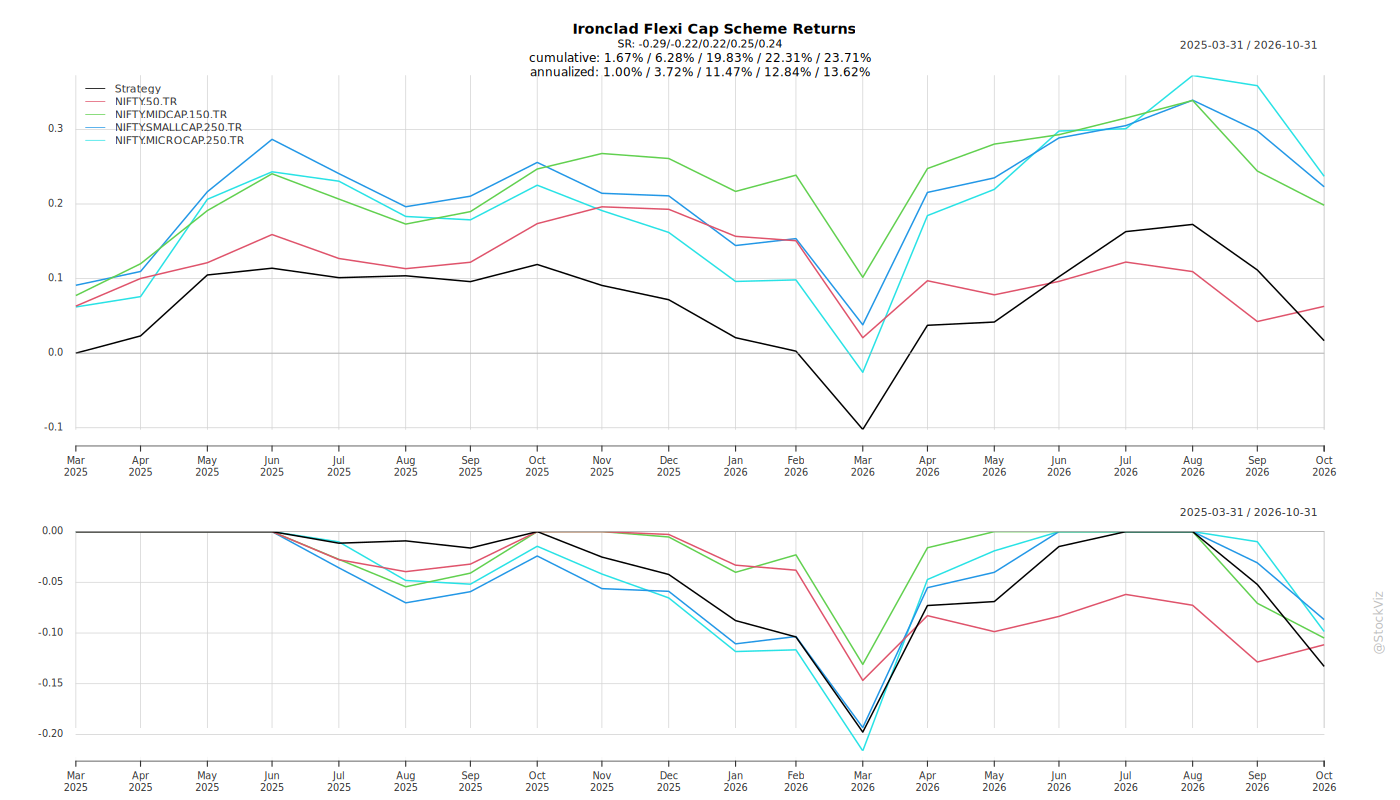 Ironclad Flexi Cap Scheme Returns
SR: -0.29/-0.22/0.22/0.25/0.24
cumulative: 1.67% / 6.28% / 19.83% / 22.31% / 23.71%
annualized: 1.00% / 3.72% / 11.47% / 12.84% / 13.62%
2025-03-31 / 2026-10-31
Strategy
NIFTY.50.TR
NIFTY.MIDCAP.150.TR
NIFTY.SMALLCAP.250.TR
NIFTY.MICROCAP.250.TR
0.3
0.2
0.1
0.0
-0.1
Mar Apr May Jun Jul Aug Sep Oct Nov Dec Jan Feb Mar Apr May Jun Jul Aug Sep Oct
2025 2025 2025 2025 2025 2025 2025 2025 2025 2025 2026 2026 2026 2026 2026 2026 2026 2026 2026 2026
2025-03-31 / 2026-10-31
0.00
-0.05
-0.10
-0.15
-0.20
Mar Apr May Jun Jul Aug Sep Oct Nov Dec Jan Feb Mar Apr May Jun Jul Aug Sep Oct
2025 2025 2025 2025 2025 2025 2025 2025 2025 2025 2026 2026 2026 2026 2026 2026 2026 2026 2026 2026
@StockViz